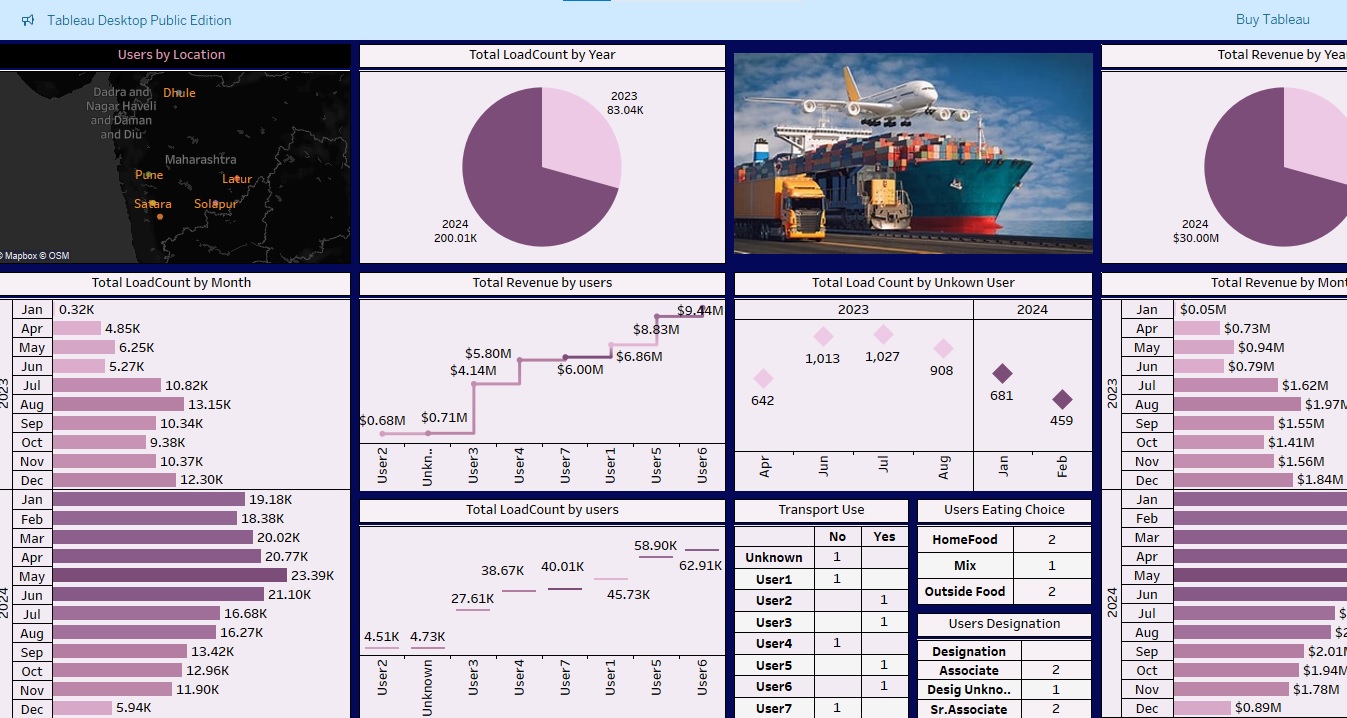 Tableau Desktop Public Edition
Buy Tableau
Users by Location
Dadra and
Nagar Haveli
and Daman
and Diu
Dhule
Maharashtra
Pune
Latur
Satara
Solapur
© Mapbox © OSM
Total LoadCount by Year
2023
83.04K
2024
200.01K
Total Revenue by Year
2024
$30.00M
Total LoadCount by Month
2023
Jan 0.32K
Apr 4.85K
May 6.25K
Jun 5.27K
Jul 10.82K
Aug 13.15K
Sep 10.34K
Oct 9.38K
Nov 10.37K
Dec 12.30K
2024
Jan 19.18K
Feb 18.38K
Mar 20.02K
Apr 20.77K
May 23.39K
Jun 21.10K
Jul 16.68K
Aug 16.27K
Sep 13.42K
Oct 12.96K
Nov 11.90K
Dec 5.94K
Total Revenue by users
$0.68M
$0.71M
$4.14M
$5.80M
$6.00M
$6.86M
$8.83M
$9.44M
User2
Unkn..
User3
User4
User7
User1
User5
User6
Total LoadCount by users
4.51K
4.73K
27.61K
38.67K
40.01K
45.73K
58.90K
62.91K
User2
Unknown
User3
User4
User7
User1
User5
User6
Total Load Count by Unkown User
2023 2024
642
1,013
1,027
908
681
459
Apr
Jun
Jul
Aug
Jan
Feb
Transport Use
No Yes
Unknown 1
User1 1
User2 1
User3 1
User4 1
User5 1
User6 1
User7 1
Users Eating Choice
HomeFood 2
Mix 1
Outside Food 2
Users Designation
Designation
Associate 2
Desig Unkno.. 1
Sr.Associate 2
Total Revenue by Mont
2023
Jan $0.05M
Apr $0.73M
May $0.94M
Jun $0.79M
Jul $1.62M
Aug $1.97M
Sep $1.55M
Oct $1.41M
Nov $1.56M
Dec $1.84M
2024
Jan
Feb
Mar
Apr
May
Jun
Jul $
Aug $2
Sep $2.01M
Oct $1.94M
Nov $1.78M
Dec $0.89M